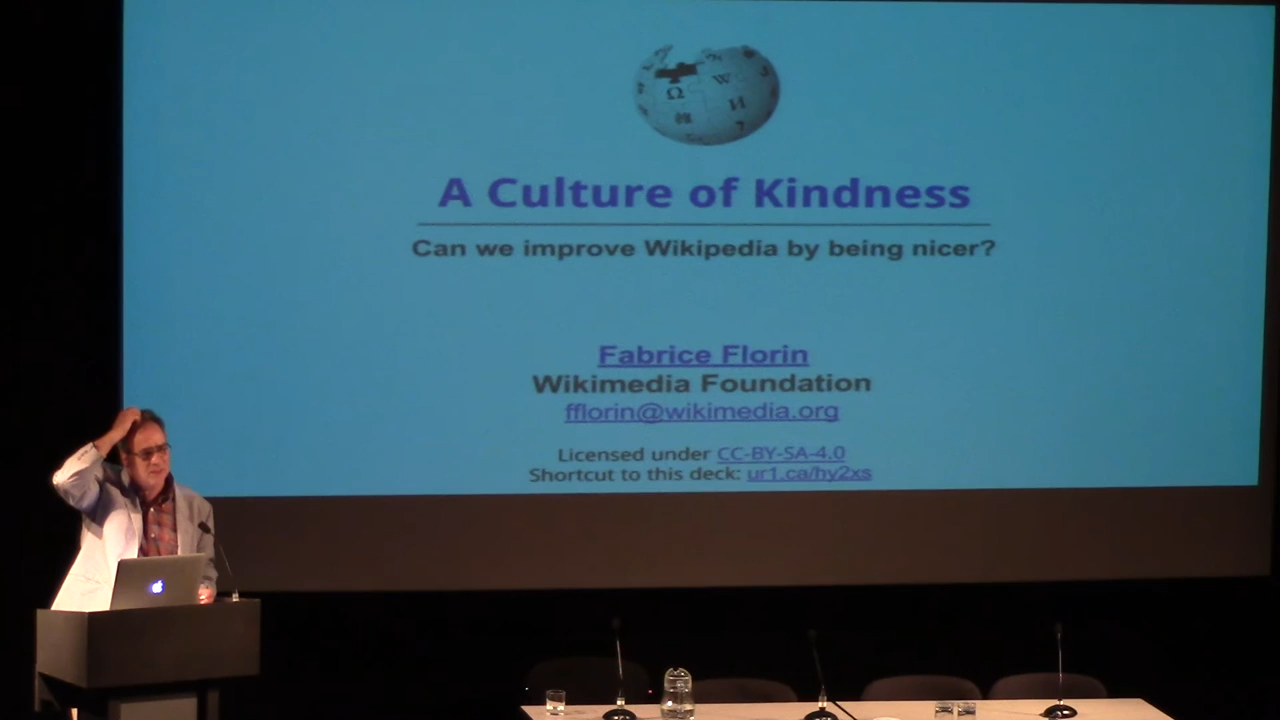 A Culture of Kindness
Can we improve Wikipedia by being nicer?
Fabrice Florin
Wikimedia Foundation
fflorin@wikimedia.org
Licensed under CC-BY-SA-4.0
Shortcut to this deck: ur1.ca/hy2xs